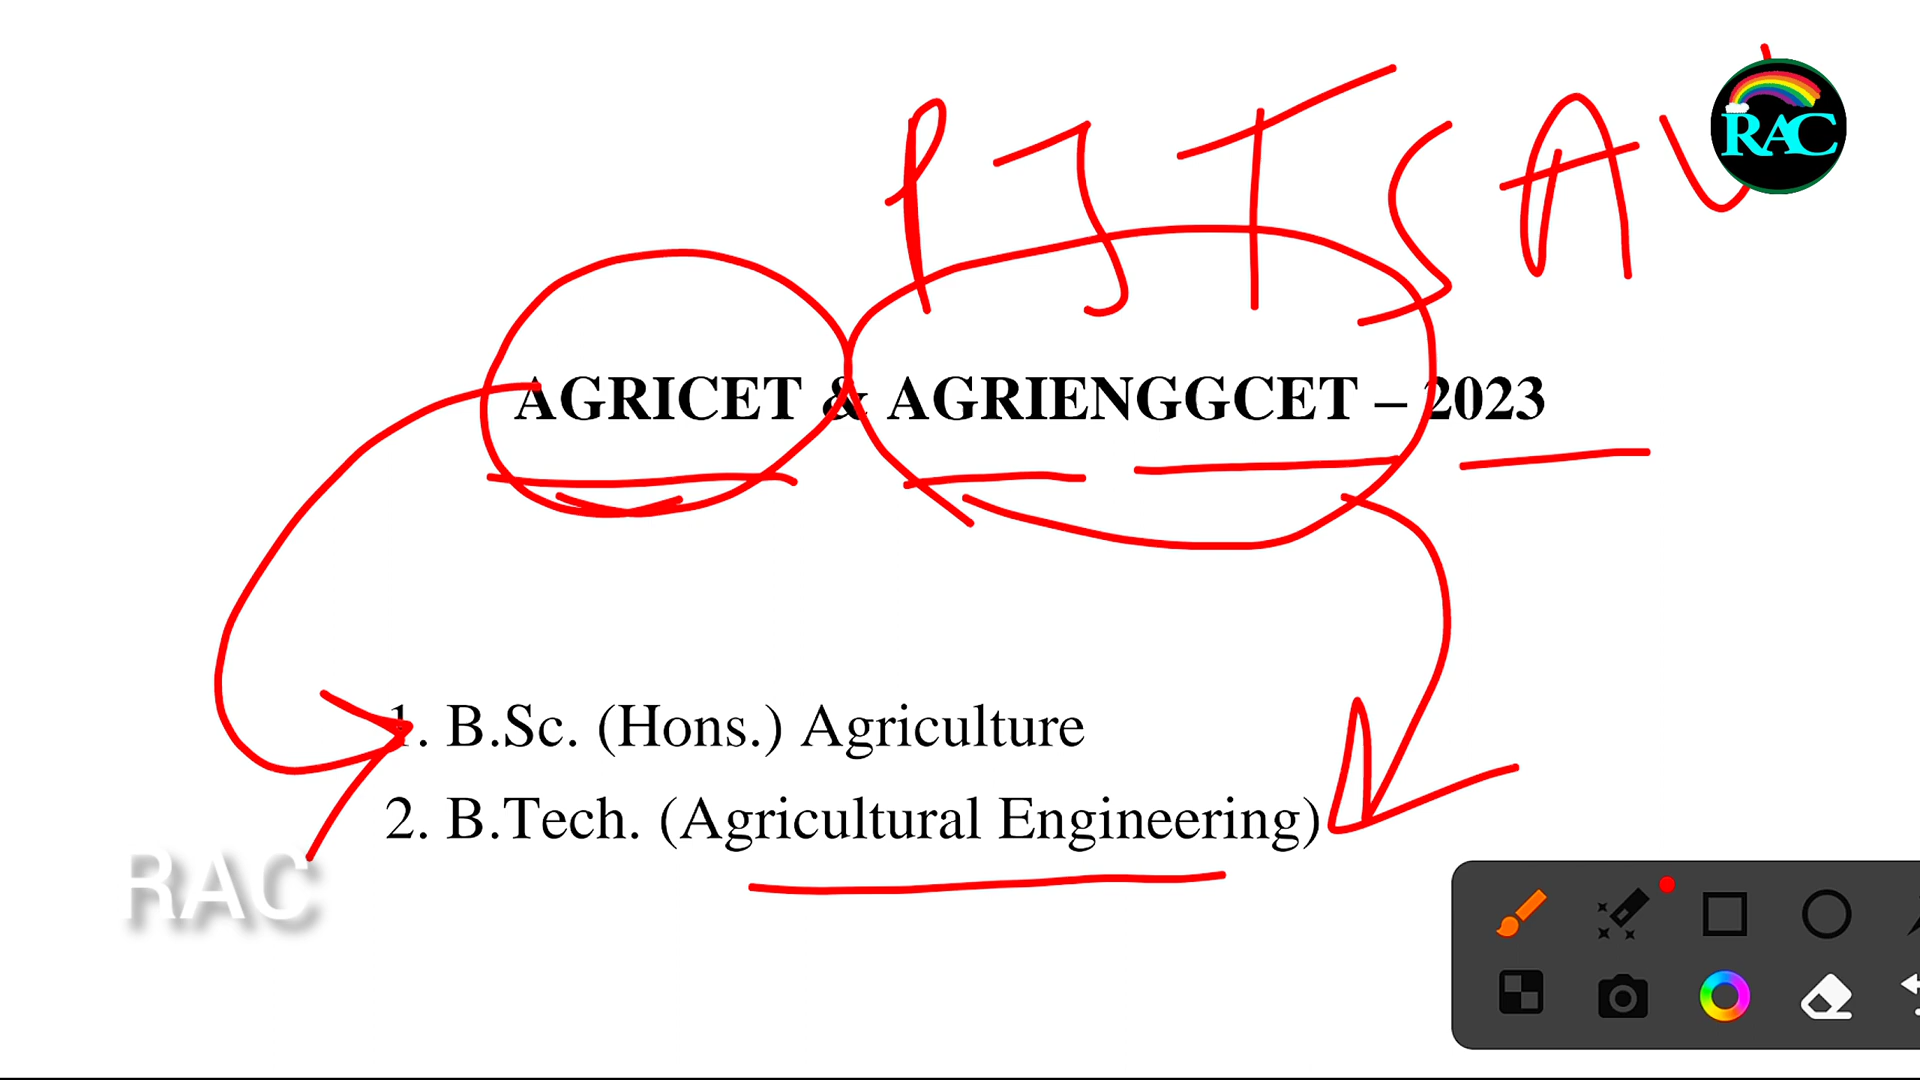 PJTSAU
RAC
AGRICET & AGRIENGGCET – 2023
1. B.Sc. (Hons.) Agriculture
2. B.Tech. (Agricultural Engineering)
RAC